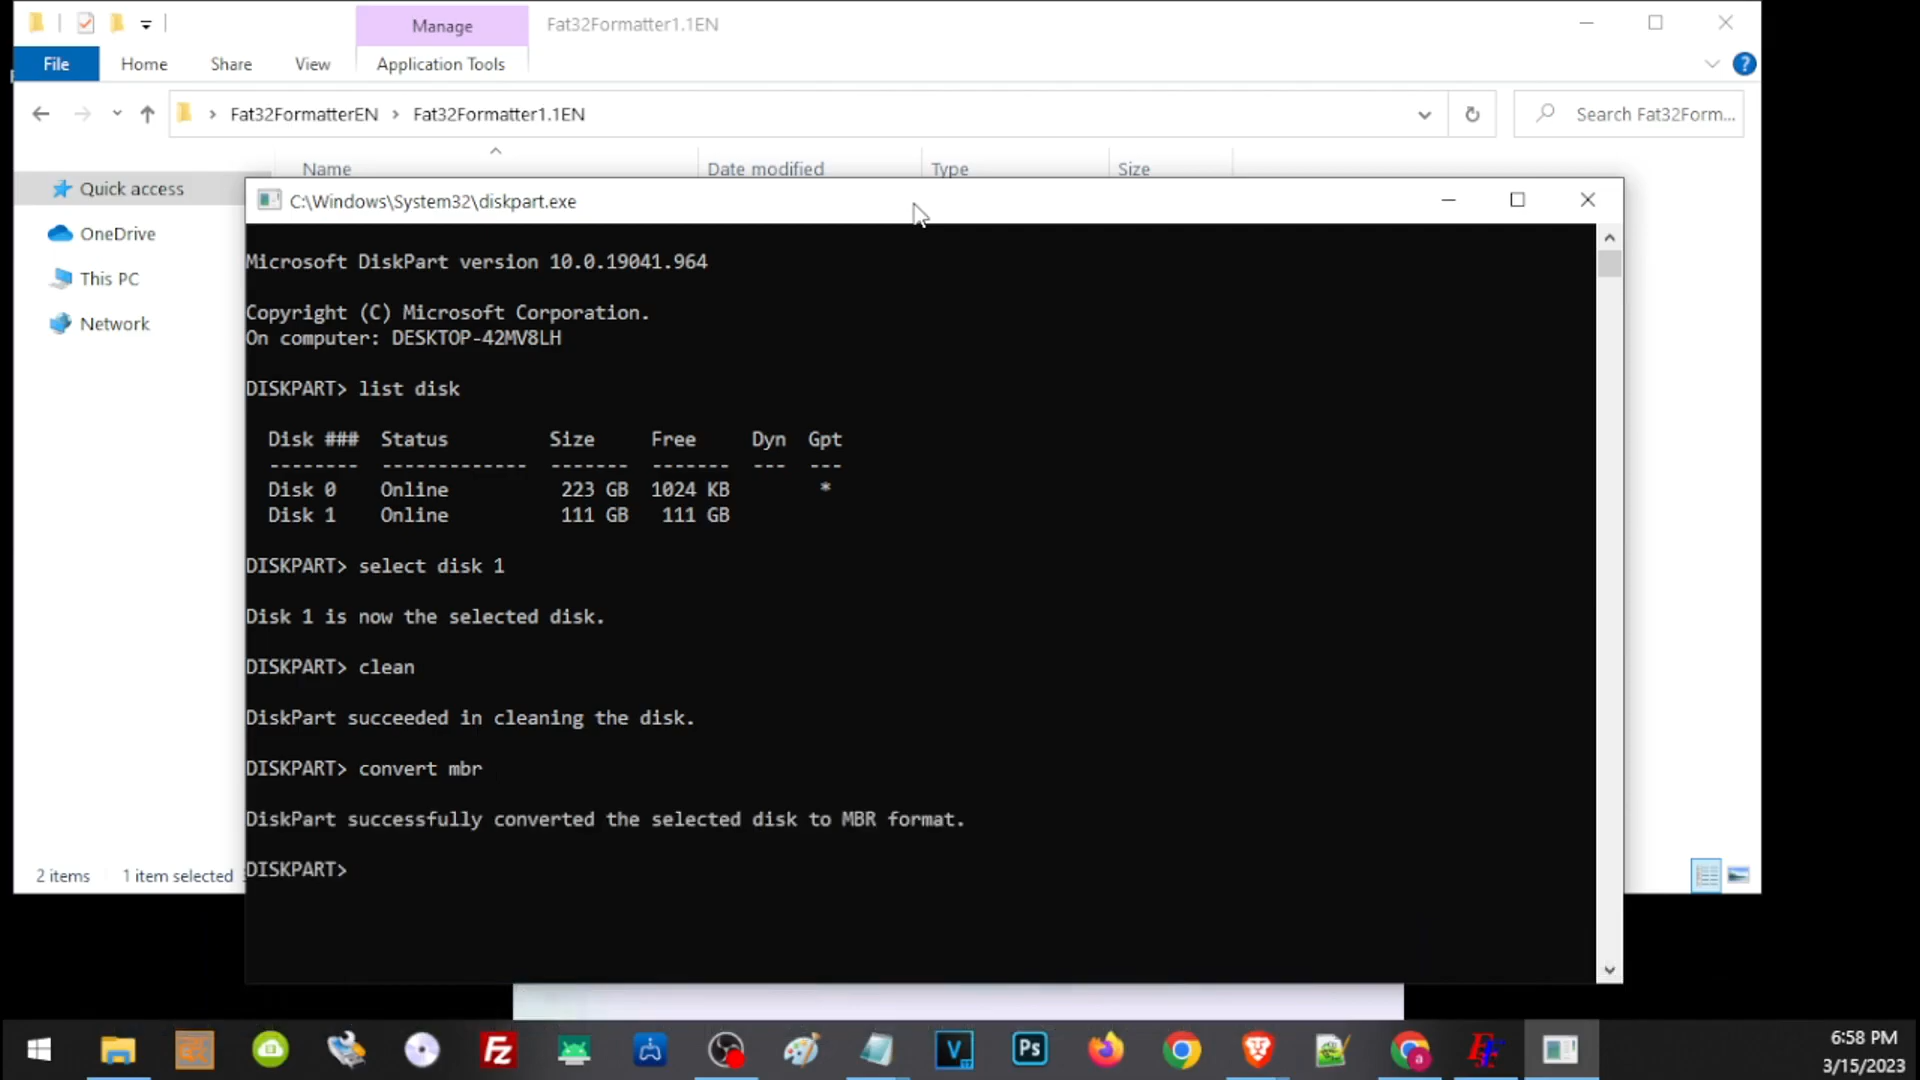 Manage
Fat32Formatter1.1EN
File
Home
Share
View
Application Tools
Fat32FormatterEN
Fat32Formatter1.1EN
Search Fat32Form...
Name
Date modified
Type
Size
Quick access
OneDrive
This PC
Network
C:\Windows\System32\diskpart.exe
Microsoft DiskPart version 10.0.19041.964
Copyright (C) Microsoft Corporation.
On computer: DESKTOP-42MV8LH
DISKPART> list disk
Disk ### Status Size Free Dyn Gpt
-------- ------------- ------- ------- --- ---
Disk 0 Online 223 GB 1024 KB *
Disk 1 Online 111 GB 111 GB
DISKPART> select disk 1
Disk 1 is now the selected disk.
DISKPART> clean
DiskPart succeeded in cleaning the disk.
DISKPART> convert mbr
DiskPart successfully converted the selected disk to MBR format.
DISKPART>
2 items
1 item selected
Fz
V
Ps
a
6:58 PM
3/15/2023